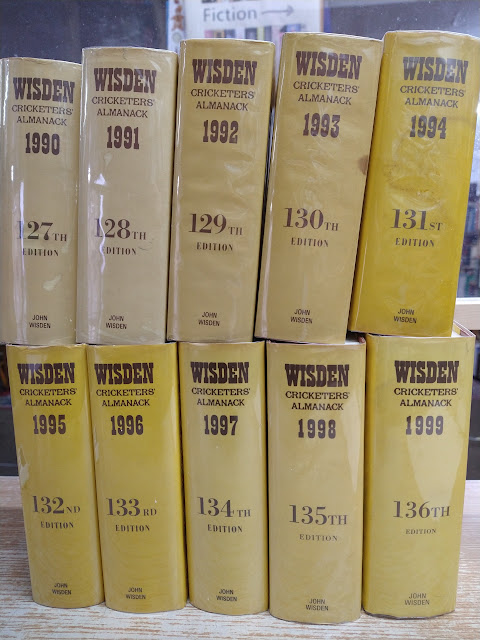 Fiction →
WISDEN
CRICKETERS'
ALMANACK
1990
127TH
EDITION
JOHN
WISDEN
WISDEN
CRICKETERS'
ALMANACK
1991
128TH
EDITION
JOHN
WISDEN
WISDEN
CRICKETERS'
ALMANACK
1992
129TH
EDITION
JOHN
WISDEN
WISDEN
CRICKETERS'
ALMANACK
1993
130TH
EDITION
JOHN
WISDEN
WISDEN
CRICKETERS'
ALMANACK
1994
131ST
EDITION
JOHN
WISDEN
WISDEN
CRICKETERS'
ALMANACK
1995
132ND
EDITION
JOHN
WISDEN
WISDEN
CRICKETERS'
ALMANACK
1996
133RD
EDITION
JOHN
WISDEN
WISDEN
CRICKETERS'
ALMANACK
1997
134TH
EDITION
JOHN
WISDEN
WISDEN
CRICKETERS'
ALMANACK
1998
135TH
EDITION
JOHN
WISDEN
WISDEN
CRICKETERS'
ALMANACK
1999
136TH
EDITION
JOHN
WISDEN